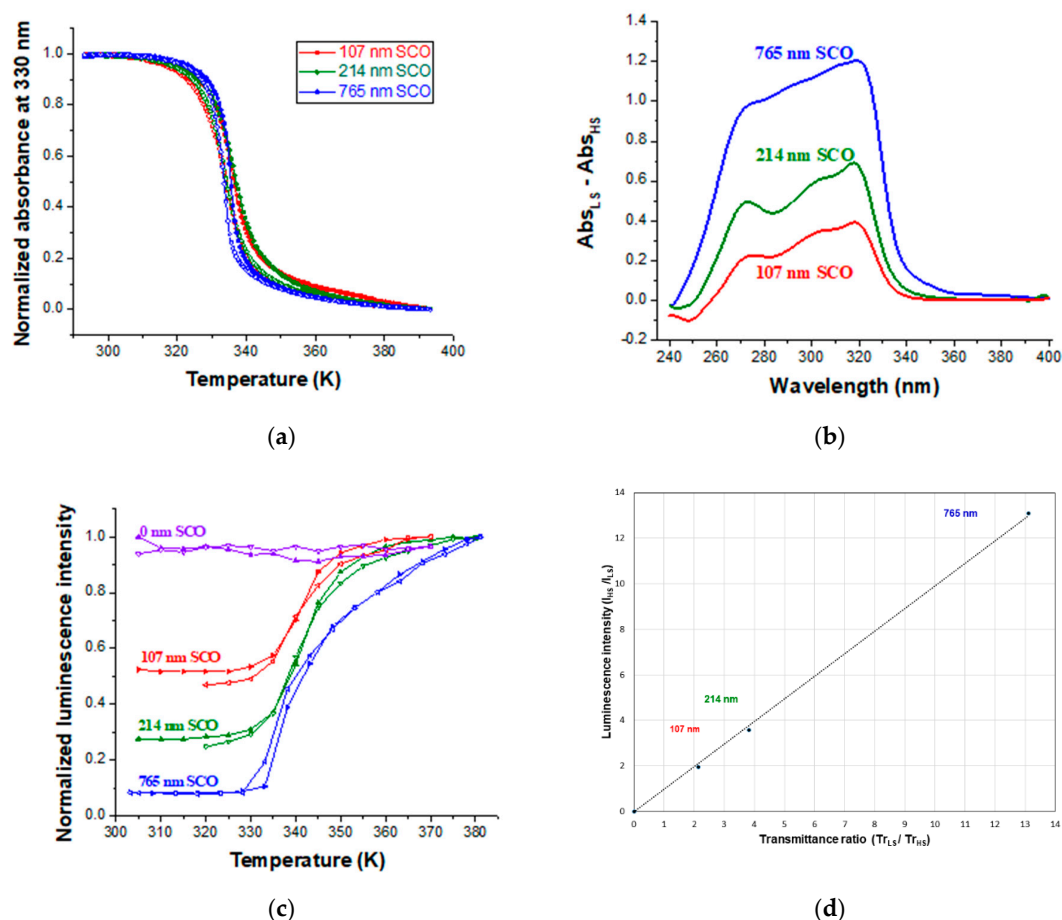 Normalized absorbance at 330 nm
1.0
0.8
0.6
0.4
0.2
0.0
107 nm SCO
214 nm SCO
765 nm SCO
300 320 340 360 380 400
Temperature (K)
(a)
Abs_LS - Abs_HS
1.4
1.2
1.0
0.8
0.6
0.4
0.2
0.0
-0.2
765 nm SCO
214 nm SCO
107 nm SCO
240 260 280 300 320 340 360 380 400
Wavelength (nm)
(b)
Normalized luminescence intensity
1.0
0.8
0.6
0.4
0.2
0.0
0 nm SCO
107 nm SCO
214 nm SCO
765 nm SCO
300 310 320 330 340 350 360 370 380
Temperature (K)
(c)
Luminescence intensity (I_HS /I_LS)
14
12
10
8
6
4
2
0
765 nm
214 nm
107 nm
0 1 2 3 4 5 6 7 8 9 10 11 12 13 14
Transmittance ratio (Tr_LS / Tr_HS)
(d)